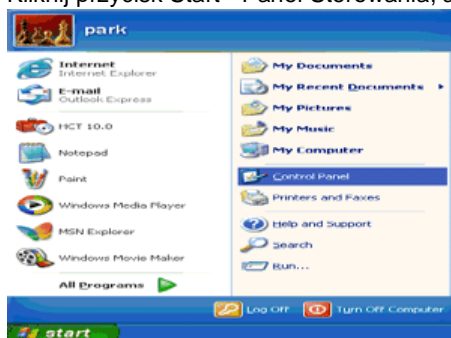 park
Internet
Internet Explorer
E-mail
Outlook Express
HCT 10.0
Notepad
Paint
Windows Media Player
MSN Explorer
Windows Movie Maker
All Programs
My Documents
My Recent Documents
My Pictures
My Music
My Computer
Control Panel
Printers and Faxes
Help and Support
Search
Run...
Log Off
Turn Off Computer
start